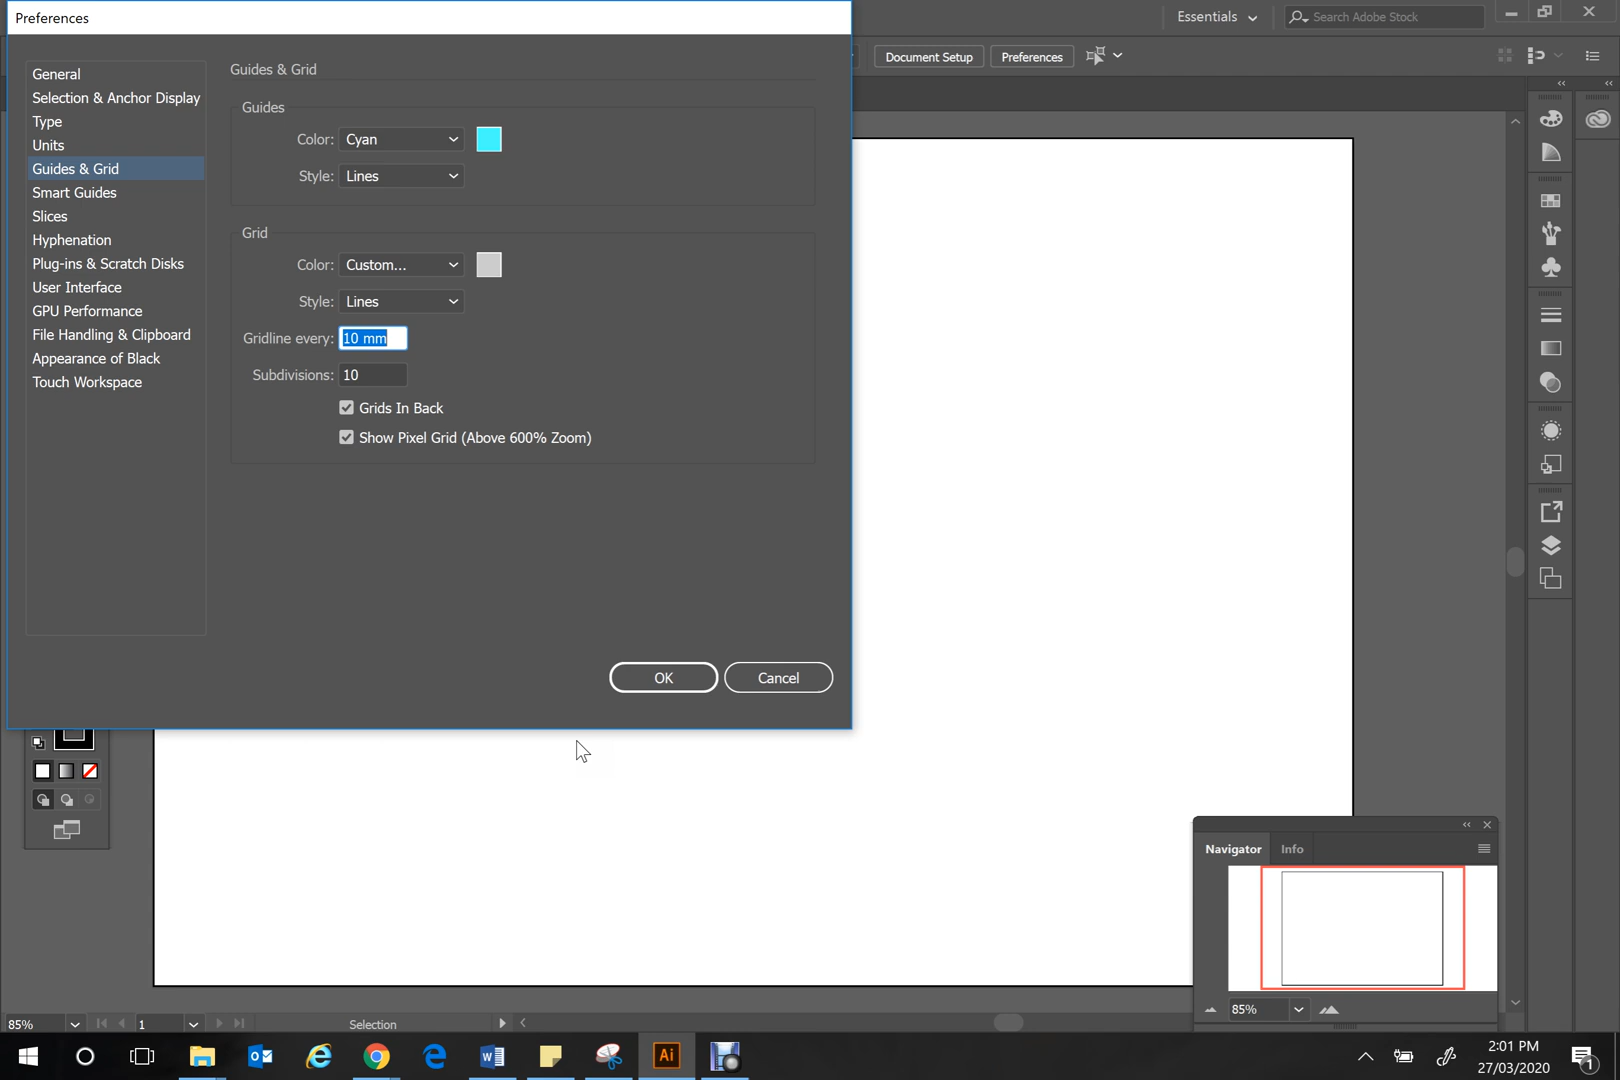 Preferences
Essentials
Search Adobe Stock
Document Setup
Preferences
General
Selection & Anchor Display
Type
Units
Guides & Grid
Smart Guides
Slices
Hyphenation
Plug-ins & Scratch Disks
User Interface
GPU Performance
File Handling & Clipboard
Appearance of Black
Touch Workspace
Guides & Grid
Guides
Color: Cyan
Style: Lines
Grid
Color: Custom...
Style: Lines
Gridline every: 10 mm
Subdivisions: 10
Grids In Back
Show Pixel Grid (Above 600% Zoom)
OK
Cancel
Navigator
Info
85%
85%
1
Selection
Ai
2:01 PM
27/03/2020
1